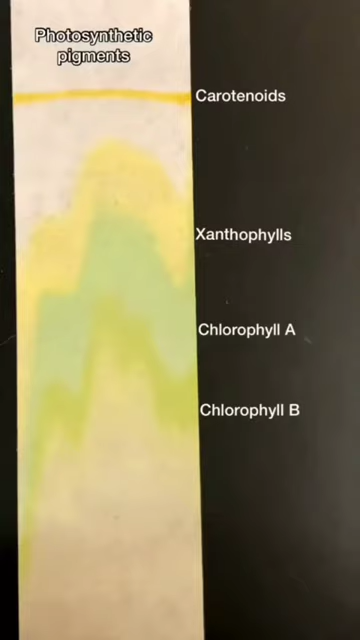 Photosynthetic
pigments
Carotenoids
Xanthophylls
Chlorophyll A
Chlorophyll B